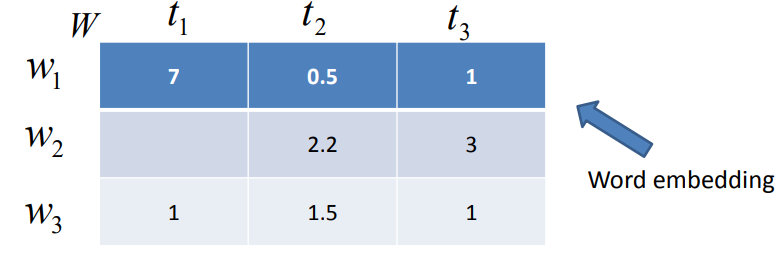 W t₁ t₂ t₃
w₁ 7 0.5 1
w₂ 2.2 3
Word embedding
w₃ 1 1.5 1